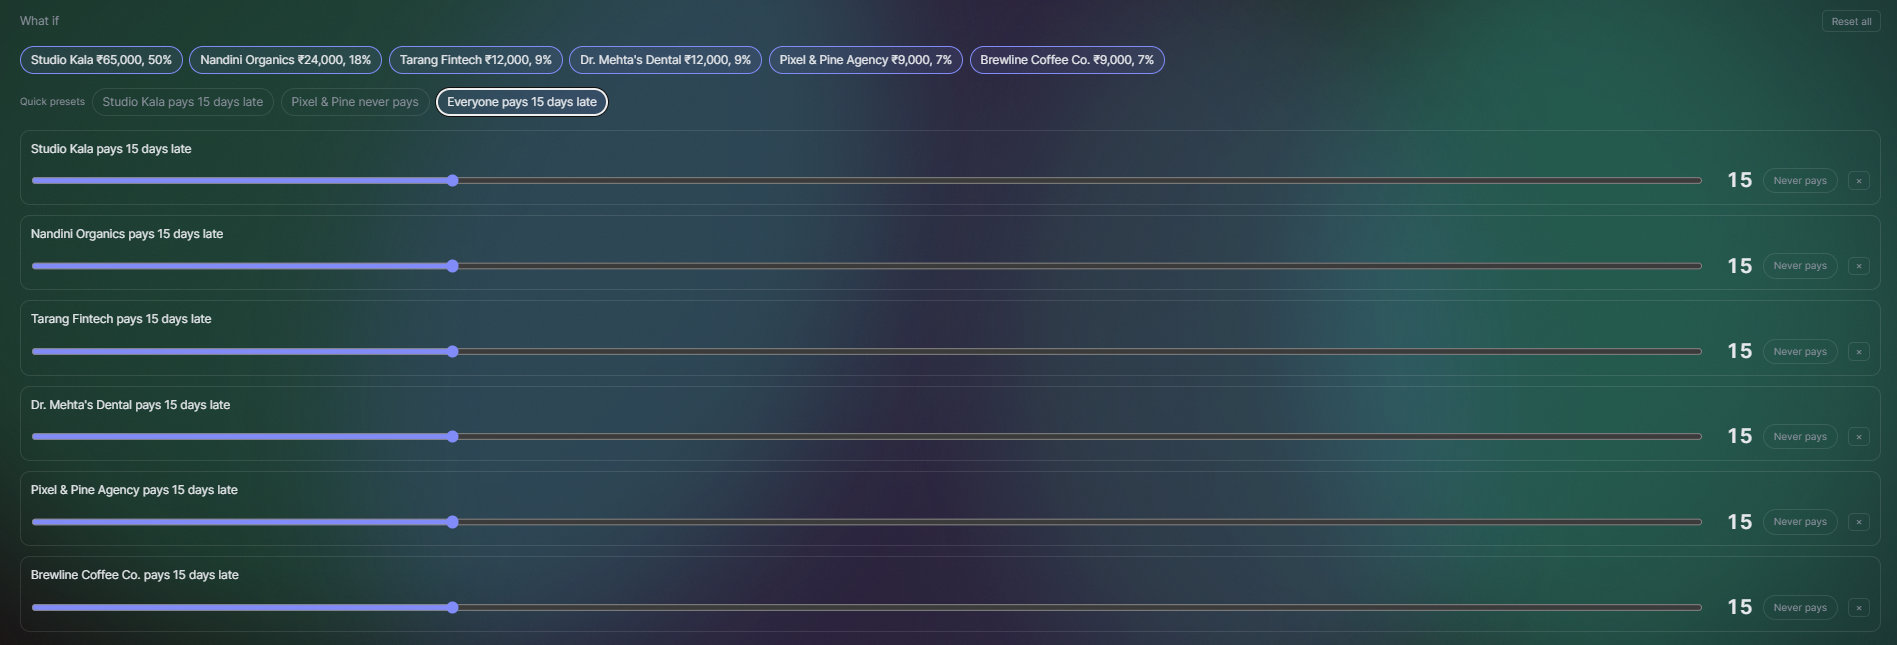 What if
Reset all
Studio Kala ₹65,000, 50%
Nandini Organics ₹24,000, 18%
Tarang Fintech ₹12,000, 9%
Dr. Mehta's Dental ₹12,000, 9%
Pixel & Pine Agency ₹9,000, 7%
Brewline Coffee Co. ₹9,000, 7%
Quick presets
Studio Kala pays 15 days late
Pixel & Pine never pays
Everyone pays 15 days late
Studio Kala pays 15 days late
15
Never pays
×
Nandini Organics pays 15 days late
15
Never pays
×
Tarang Fintech pays 15 days late
15
Never pays
×
Dr. Mehta's Dental pays 15 days late
15
Never pays
×
Pixel & Pine Agency pays 15 days late
15
Never pays
×
Brewline Coffee Co. pays 15 days late
15
Never pays
×